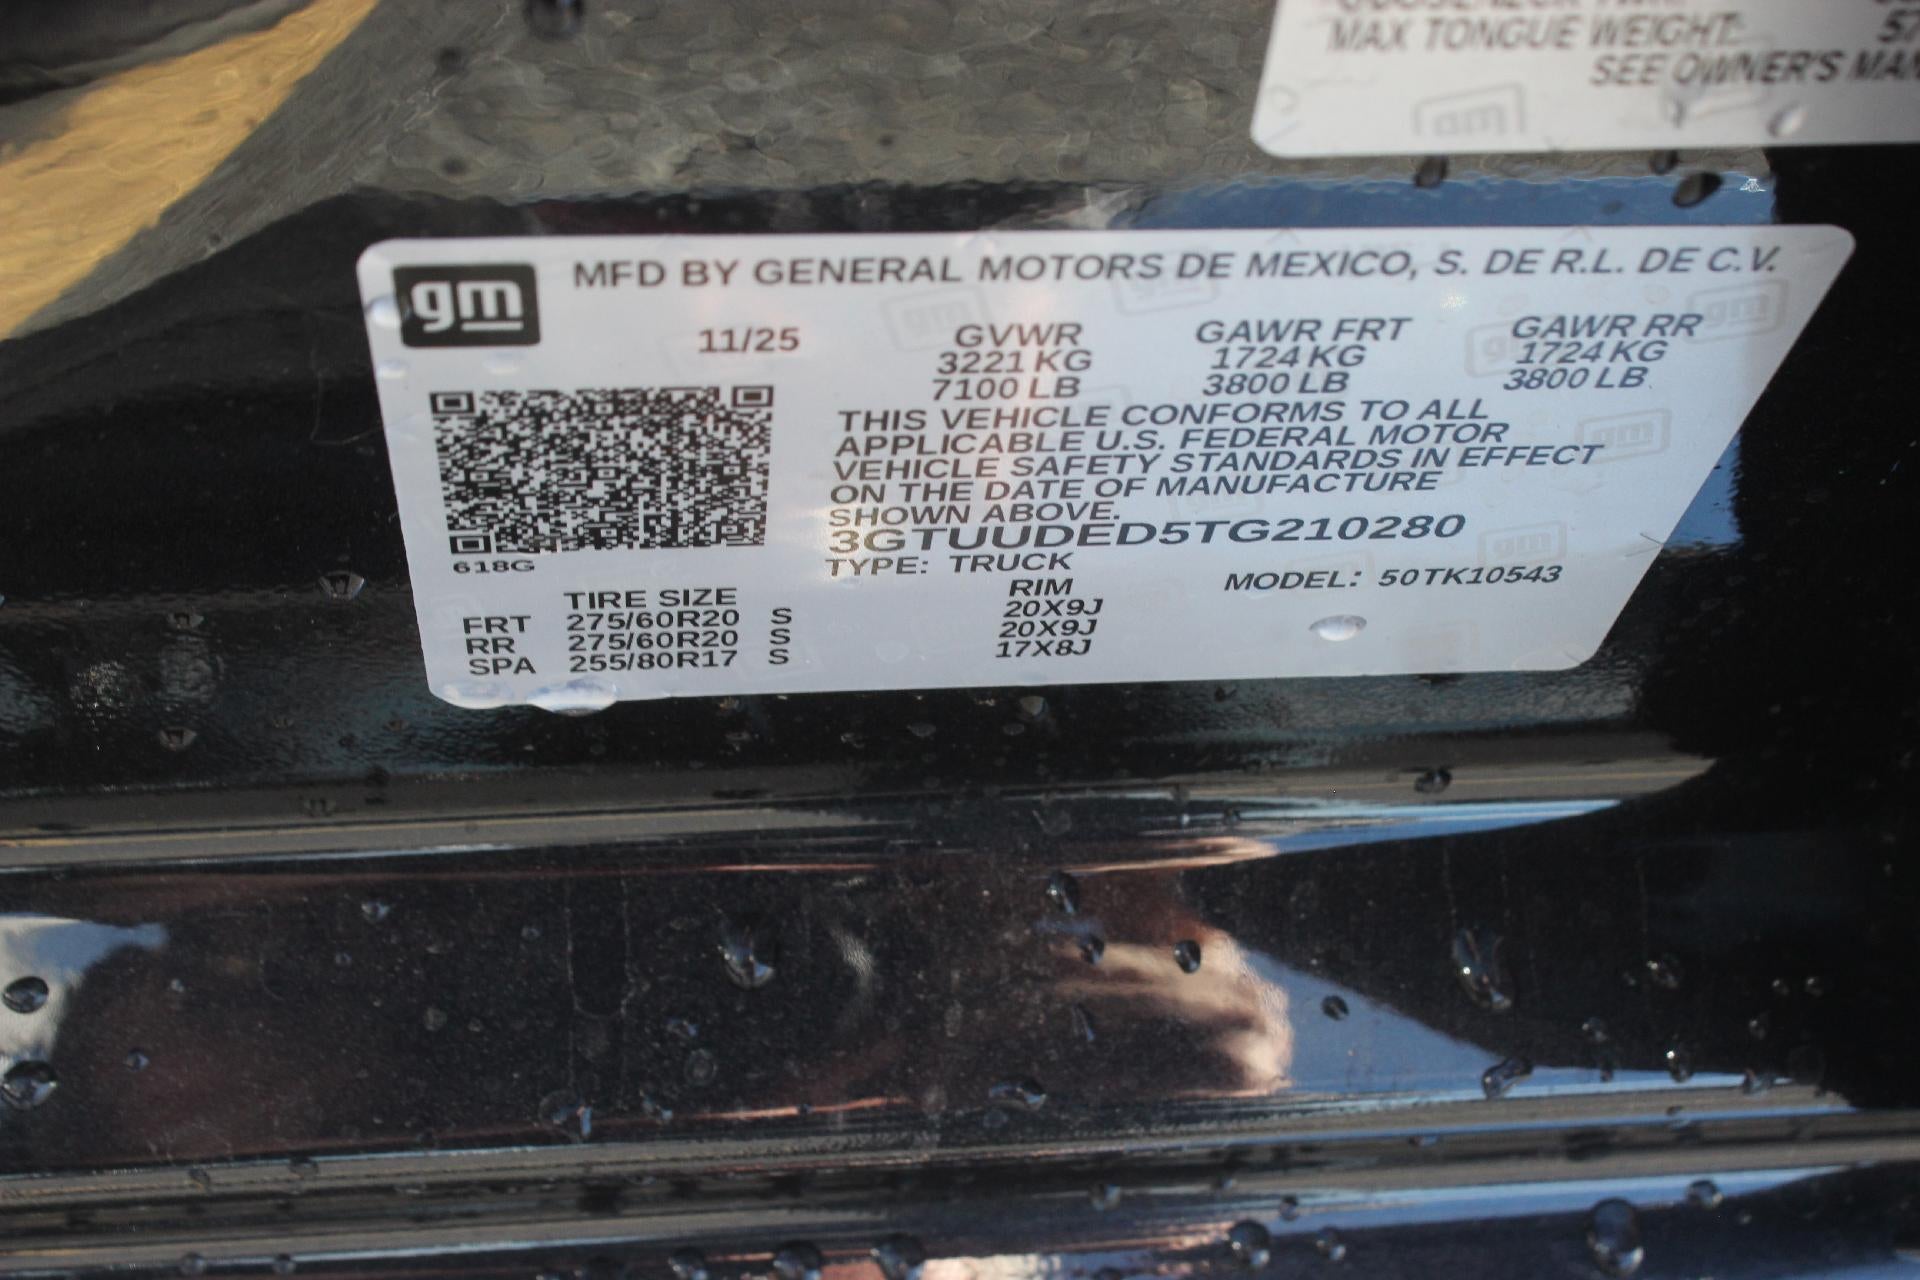 MAX TONGUE WEIGHT:
SEE OWNER'S
gm
gm
MFD BY GENERAL MOTORS DE MEXICO, S. DE R.L. DE C.V.
11/25 GVWR GAWR FRT GAWR RR
3221 KG 1724 KG 1724 KG
7100 LB 3800 LB 3800 LB
THIS VEHICLE CONFORMS TO ALL
APPLICABLE U.S. FEDERAL MOTOR
VEHICLE SAFETY STANDARDS IN EFFECT
ON THE DATE OF MANUFACTURE
SHOWN ABOVE.
3GTUUDED5TG210280
618G
TYPE: TRUCK
MODEL: 50TK10543
TIRE SIZE RIM
FRT 275/60R20 S 20X9J
RR 275/60R20 S 20X9J
SPA 255/80R17 S 17X8J